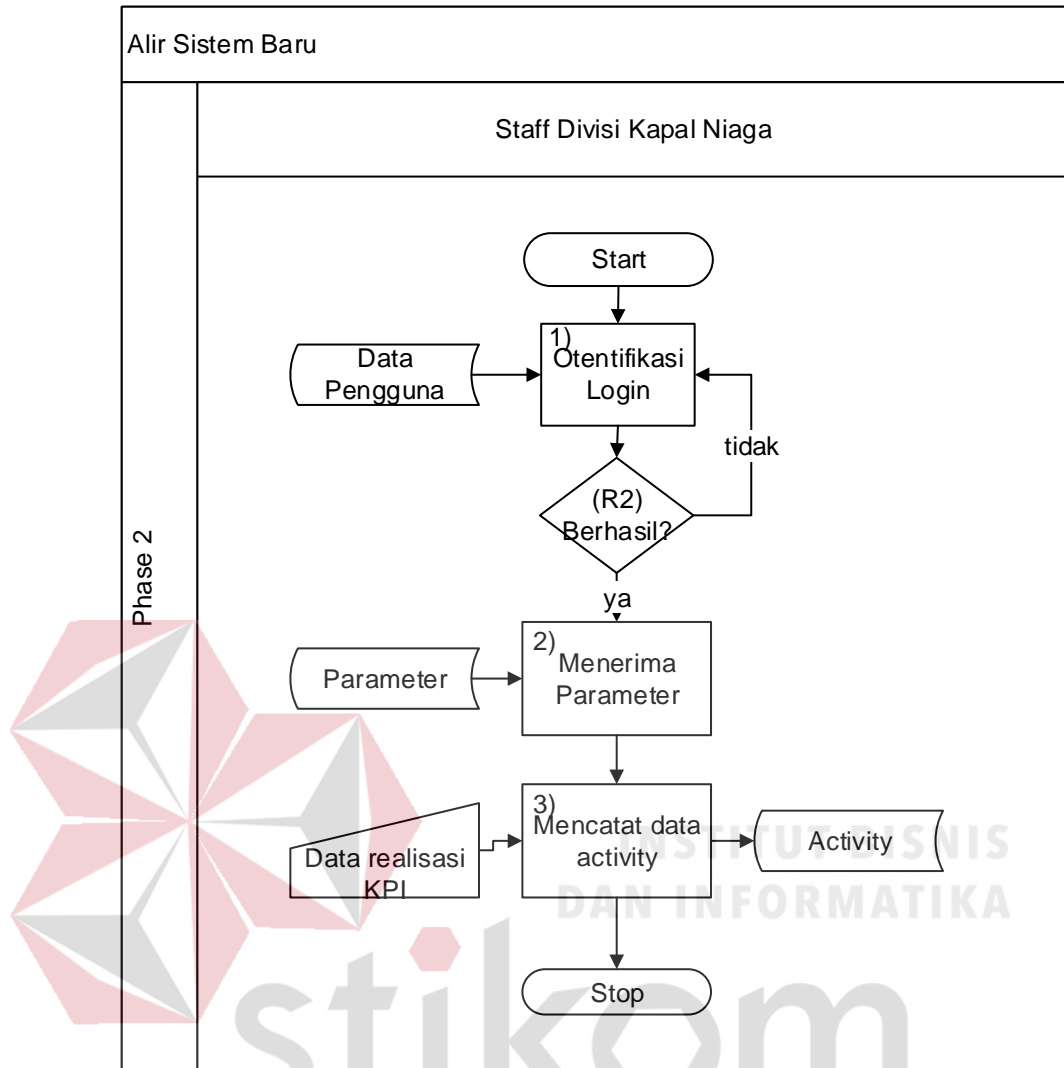 Alir Sistem Baru
Staff Divisi Kapal Niaga
Phase 2
Start
1)
Otentifikasi
Login
Data
Pengguna
tidak
(R2)
Berhasil?
ya
2)
Menerima
Parameter
Parameter
3)
Mencatat data
activity
Data realisasi
KPI
Activity
INSTITUT BISNIS
DAN INFORMATIKA
Stop
stikom